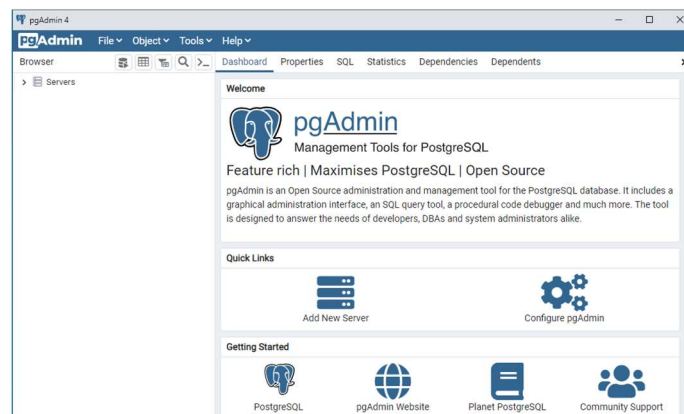 pgAdmin 4
pgAdmin File Object Tools Help
Browser Dashboard Properties SQL Statistics Dependencies Dependents
Servers
Welcome
pgAdmin
Management Tools for PostgreSQL
Feature rich | Maximises PostgreSQL | Open Source
pgAdmin is an Open Source administration and management tool for the PostgreSQL database. It includes a
graphical administration interface, an SQL query tool, a procedural code debugger and much more. The tool
is designed to answer the needs of developers, DBAs and system administrators alike.
Quick Links
Add New Server Configure pgAdmin
Getting Started
PostgreSQL pgAdmin Website Planet PostgreSQL Community Support